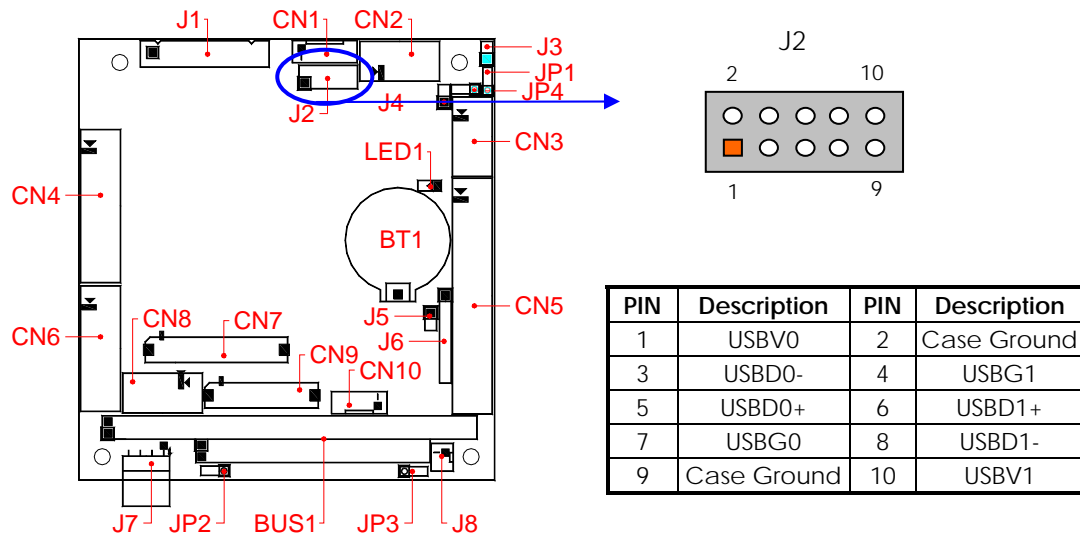 J1
CN1
CN2
J3
JP1
JP4
J4
J2
CN3
LED1
CN4
BT1
CN5
J5
J6
CN6
CN8
CN7
CN9
CN10
J7
JP2
BUS1
JP3
J8
J2
2 10
1 9
PIN Description PIN Description
1 USBV0 2 Case Ground
3 USBD0- 4 USBG1
5 USBD0+ 6 USBD1+
7 USBG0 8 USBD1-
9 Case Ground 10 USBV1